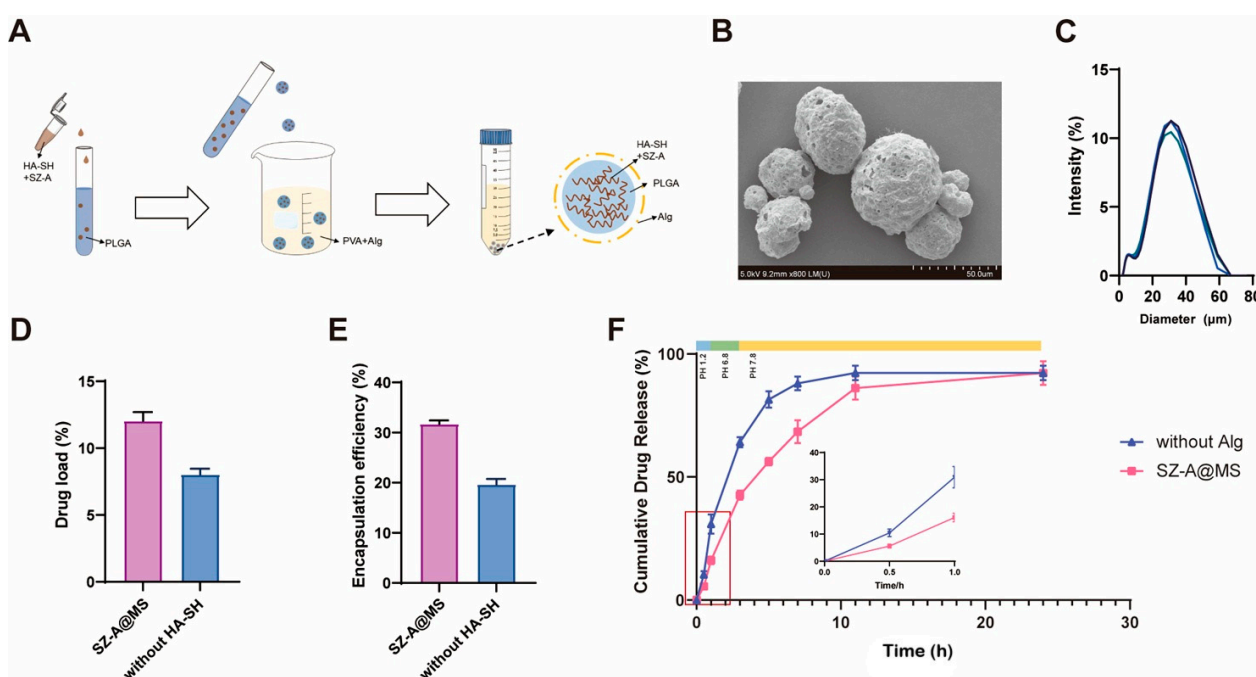 A
HA-SH
+SZ-A
PLGA
PVA+Alg
HA-SH
+SZ-A
PLGA
Alg
B
5.0kV 9.2mm x800 LM(U)
50.0um
C
Intensity (%)
15
10
5
0
0 20 40 60 80
Diameter (μm)
D
Drug load (%)
15
10
5
0
SZ-A@MS
without HA-SH
E
Encapsulation efficiency (%)
40
30
20
10
0
SZ-A@MS
without HA-SH
F
Cumulative Drug Release (%)
100
50
0
PH 1.2
PH 6.8
PH 7.8
40
30
20
10
0
0.0 0.5 1.0
Time/h
0 10 20 30
Time (h)
without Alg
SZ-A@MS